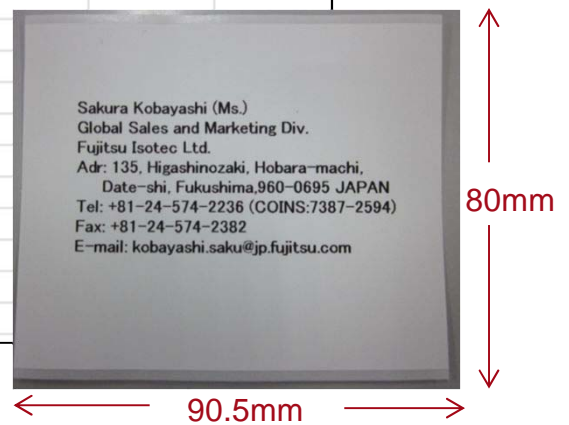 Sakura Kobayashi (Ms.)
Global Sales and Marketing Div.
Fujitsu Isotec Ltd.
Adr: 135, Higashinozaki, Hobara-machi,
Date-shi, Fukushima,960-0695 JAPAN
Tel: +81-24-574-2236 (COINS:7387-2594)
Fax: +81-24-574-2382
E-mail: kobayashi.saku@jp.fujitsu.com
80mm
90.5mm